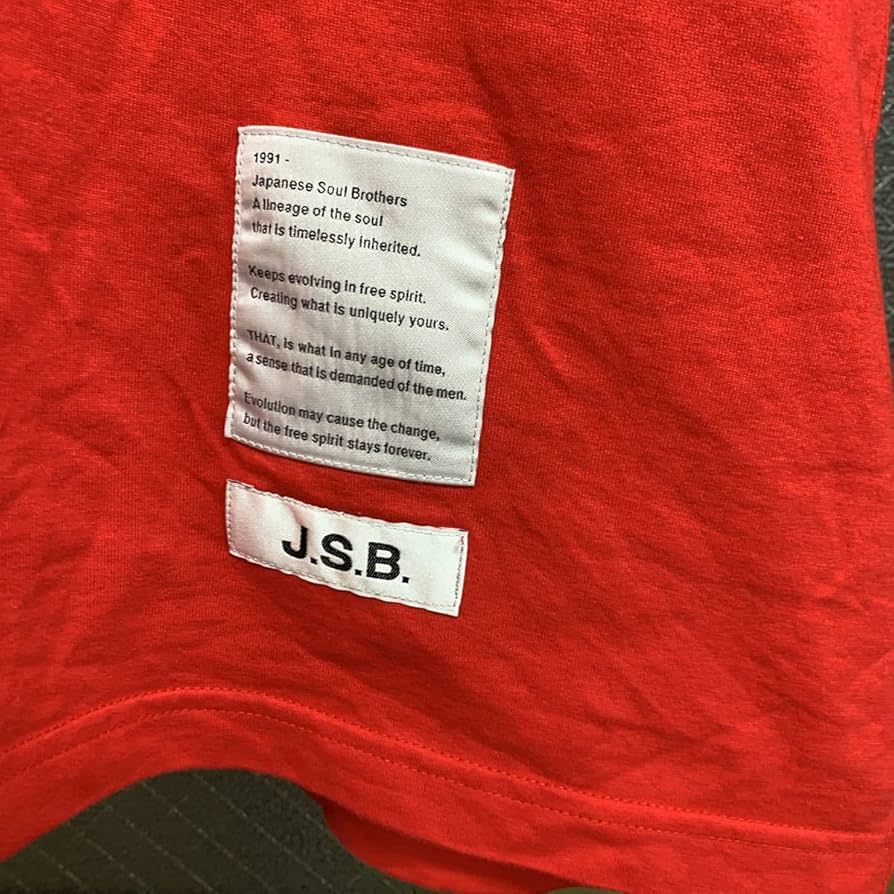 1991 -
Japanese Soul Brothers
A lineage of the soul
that is timelessly inherited.
Keeps evolving in free spirit.
Creating what is uniquely yours.
THAT, is what in any age of time,
a sense that is demanded of the men.
Evolution may cause the change,
but the free spirit stays forever.
J.S.B.